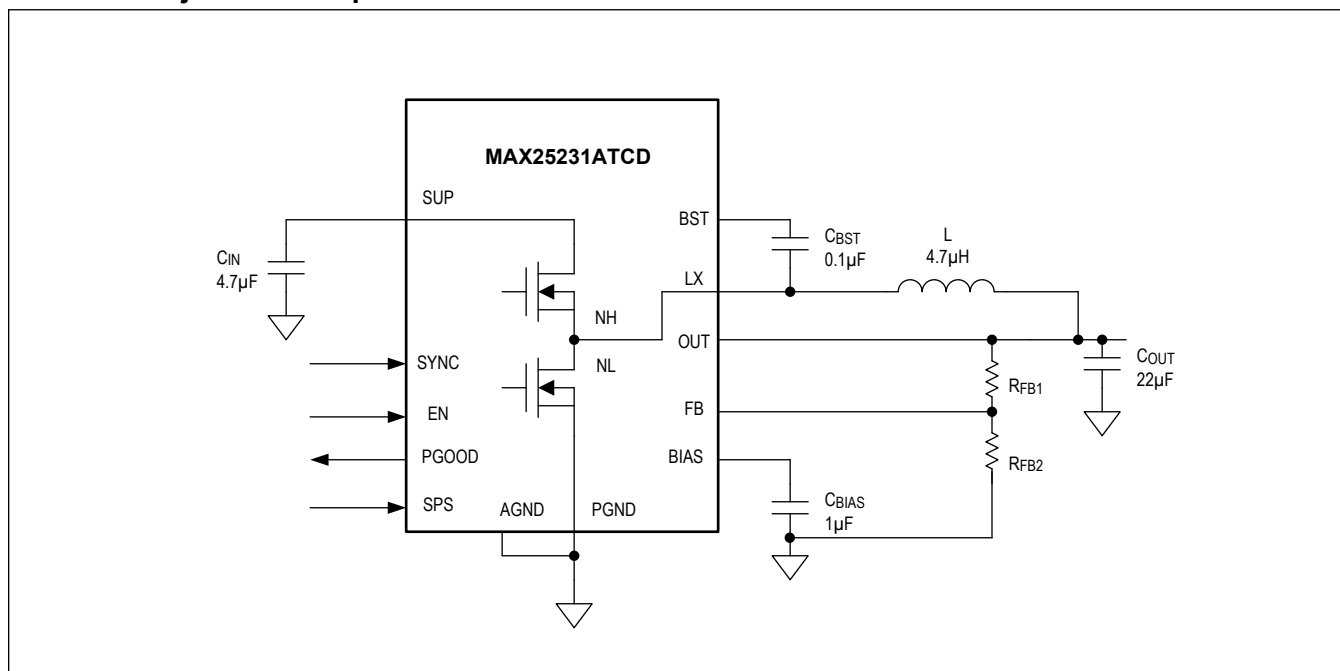 MAX25231ATCD
SUP
BST
CIN
4.7µF
CBST
0.1µF
L
4.7µH
LX
NH
OUT
NL
SYNC
COUT
22µF
RFB1
EN
FB
PGOOD
BIAS
RFB2
SPS
AGND
PGND
CBIAS
1µF